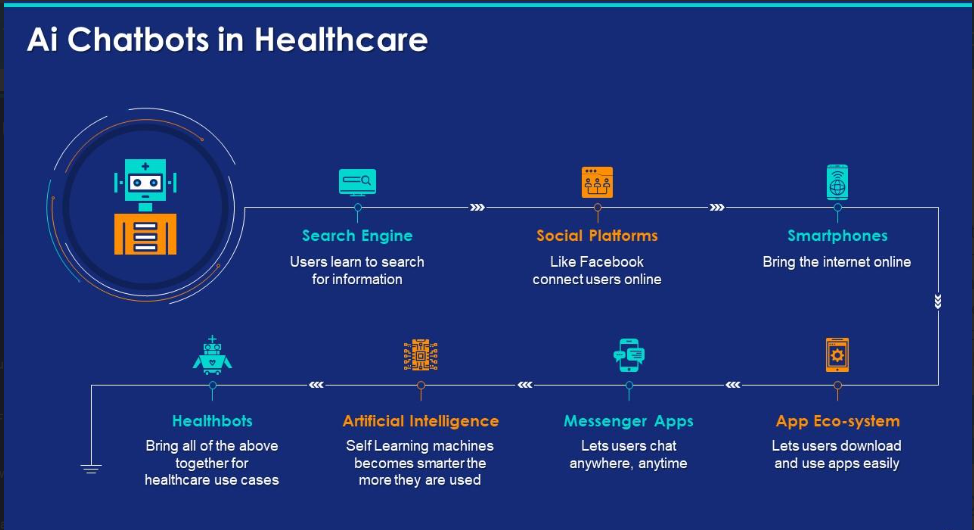 Ai Chatbots in Healthcare
Search Engine
Users learn to search
for information
Social Platforms
Like Facebook
connect users online
Smartphones
Bring the internet online
Healthbots
Bring all of the above
together for
healthcare use cases
Artificial Intelligence
Self Learning machines
becomes smarter the
more they are used
Messenger Apps
Lets users chat
anywhere, anytime
App Eco-system
Lets users download
and use apps easily